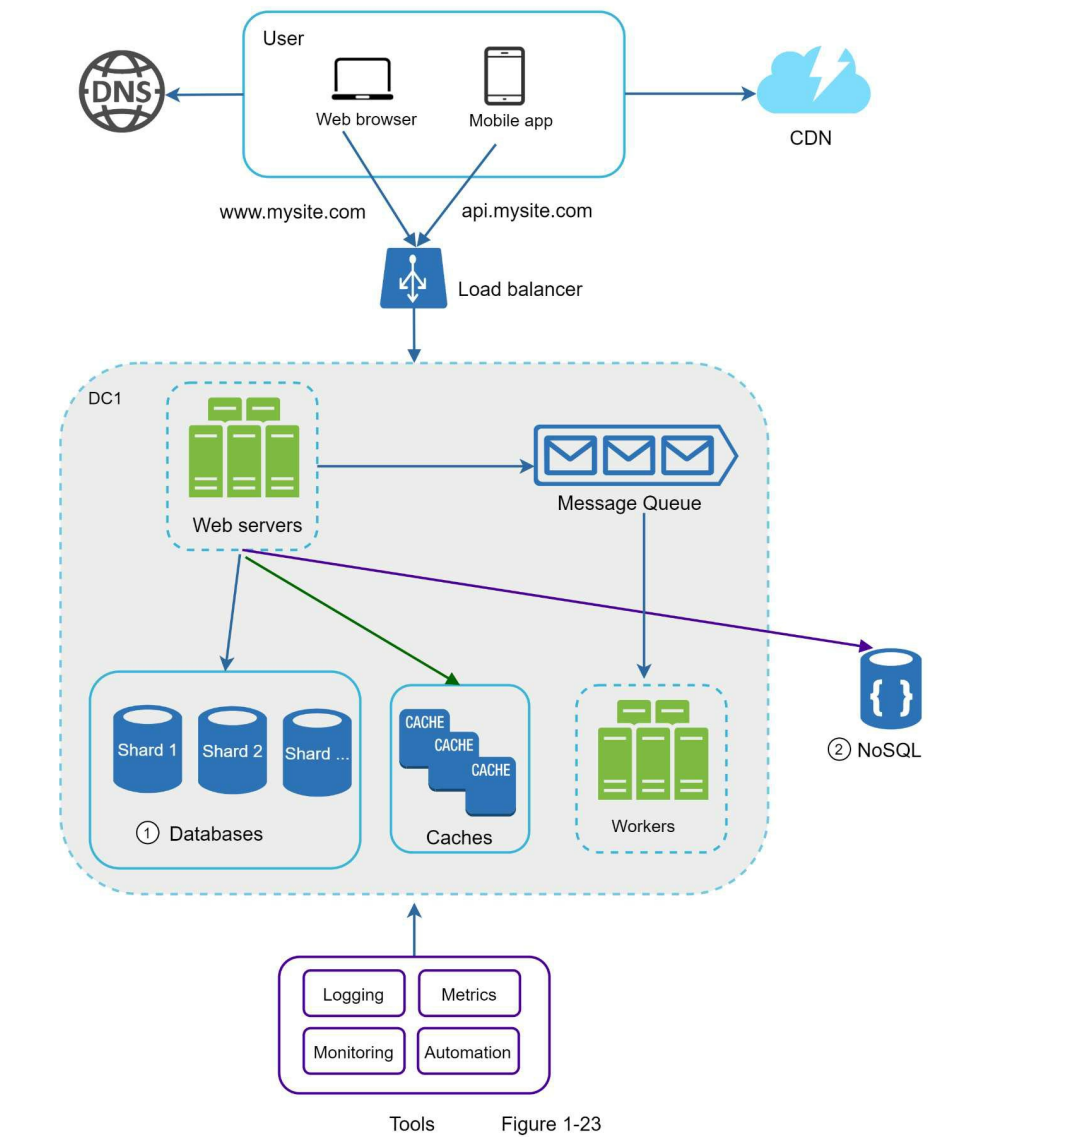 User
DNS
Web browser
Mobile app
CDN
www.mysite.com
api.mysite.com
Load balancer
DC1
Web servers
Message Queue
Shard 1
Shard 2
Shard ...
1 Databases
CACHE
CACHE
CACHE
Caches
Workers
2 NoSQL
Logging
Metrics
Monitoring
Automation
Tools
Figure 1-23